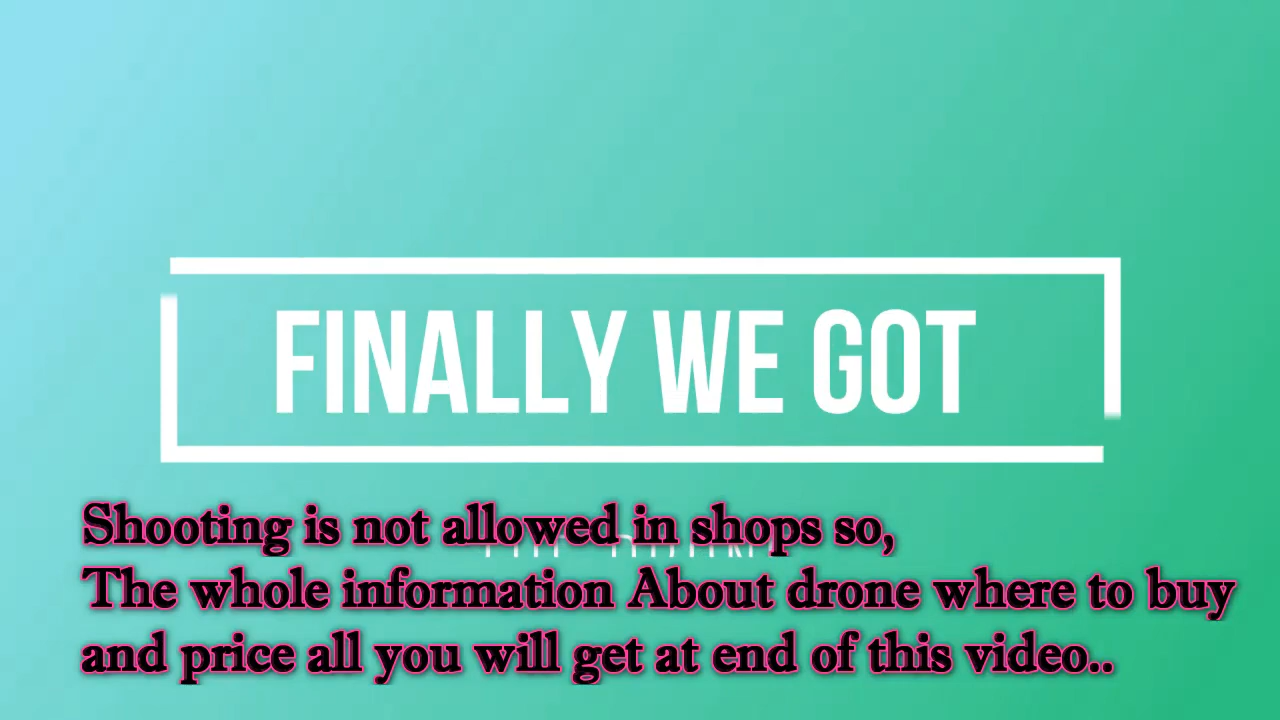 FINALLY WE GOT
Shooting is not allowed in shops so,
The whole information About drone where to buy
and price all you will get at end of this video..